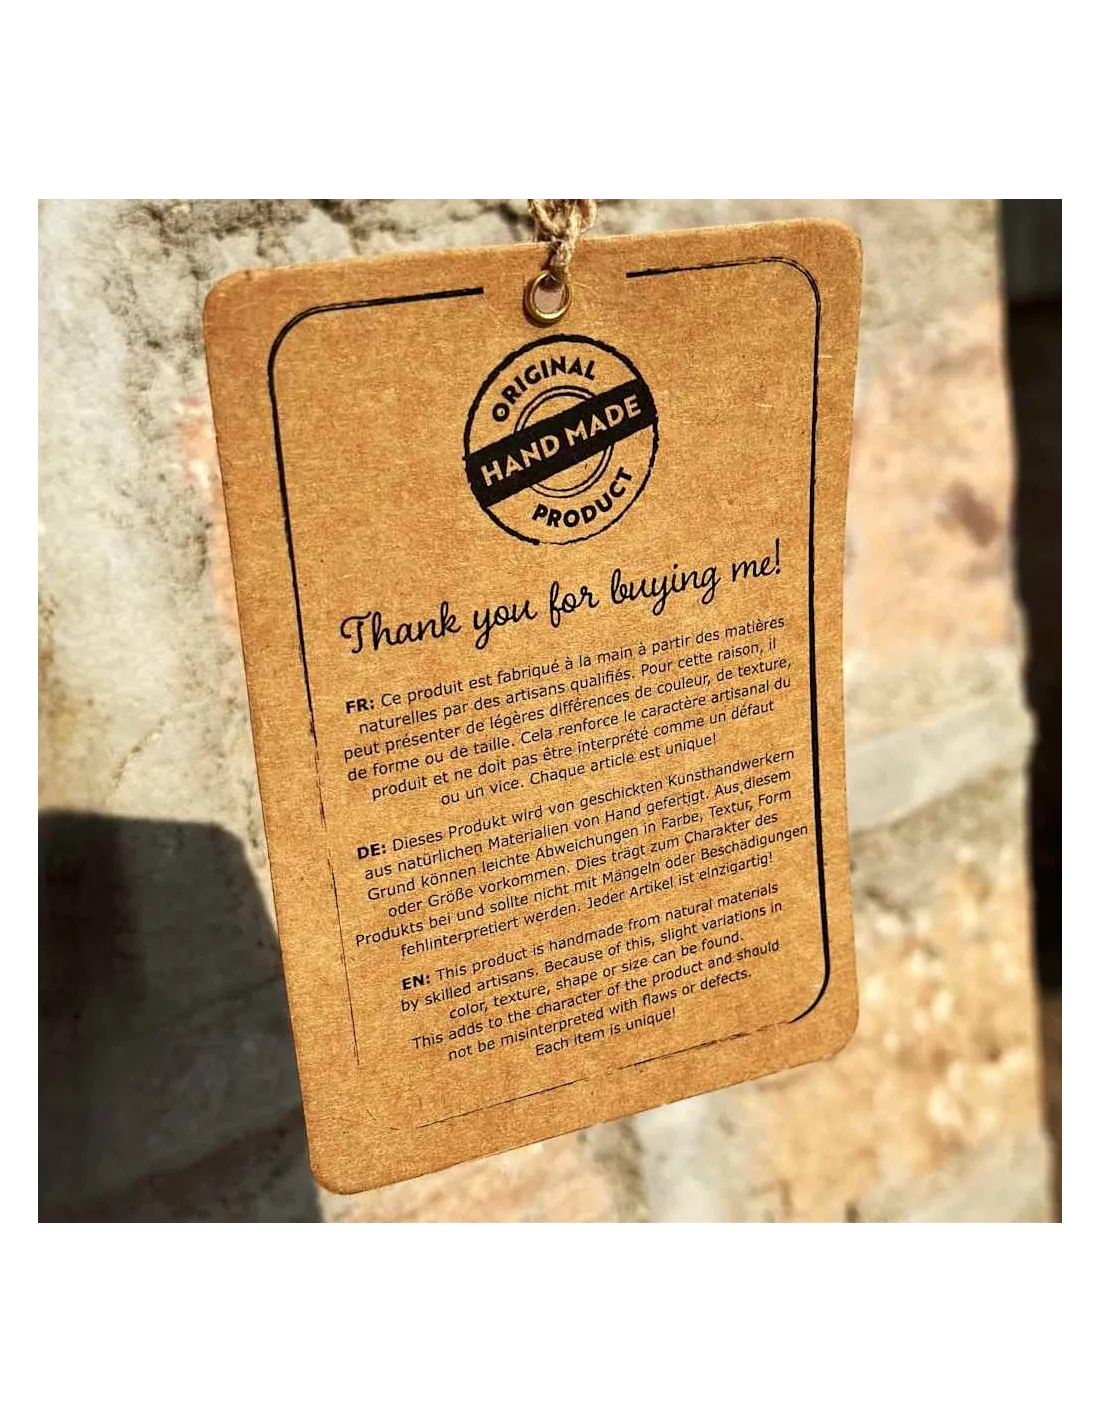 ORIGINAL
HAND MADE
PRODUCT
Thank you for buying me!
FR: Ce produit est fabriqué à la main à partir des matières
naturelles par des artisans qualifiés. Pour cette raison, il
peut présenter de légères différences de couleur, de texture,
de forme ou de taille. Cela renforce le caractère artisanal du
produit et ne doit pas être interprété comme un défaut
ou un vice. Chaque article est unique!
DE: Dieses Produkt wird von geschickten Kunsthandwerkern
aus natürlichen Materialien von Hand gefertigt. Aus diesem
Grund können leichte Abweichungen in Farbe, Textur, Form
oder Größe vorkommen. Dies trägt zum Charakter des
Produkts bei und sollte nicht mit Mängeln oder Beschädigungen
fehlinterpretiert werden. Jeder Artikel ist einzigartig!
EN: This product is handmade from natural materials
by skilled artisans. Because of this, slight variations in
color, texture, shape or size can be found.
This adds to the character of the product and should
not be misinterpreted with flaws or defects.
Each item is unique!